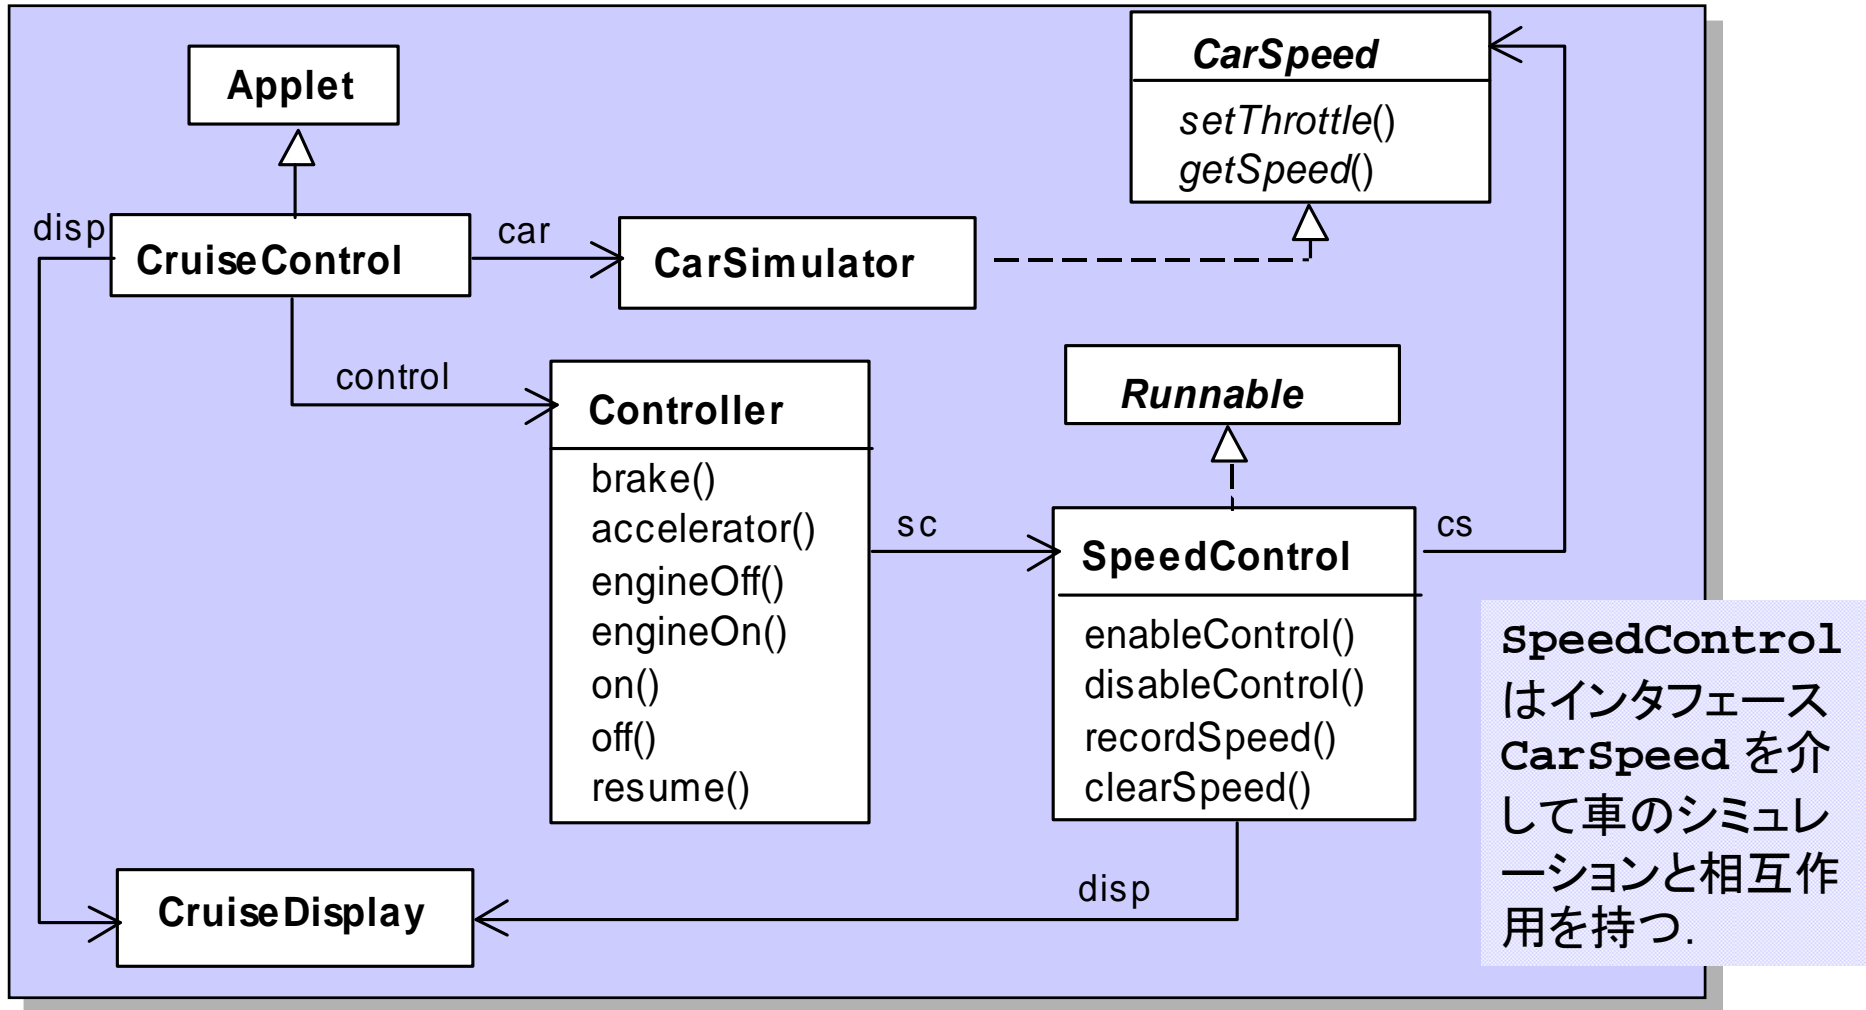 Applet
CarSpeed
setThrottle()
getSpeed()
disp
CruiseControl
car
CarSimulator
control
Controller
brake()
accelerator()
engineOff()
engineOn()
on()
off()
resume()
Runnable
sc
SpeedControl
cs
enableControl()
disableControl()
recordSpeed()
clearSpeed()
disp
CruiseDisplay
SpeedControl
はインタフェース
CarSpeed を介
して車のシミュレ
ーションと相互作
用を持つ.